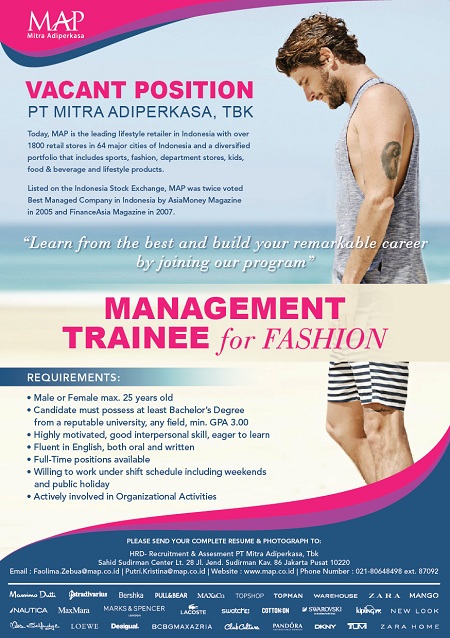 MAP
Mitra Adiperkasa
VACANT POSITION
PT MITRA ADIPERKASA, TBK
Today, MAP is the leading lifestyle retailer in Indonesia with over
1800 retail stores in 64 major cities of Indonesia and a diversified
portfolio that includes sports, fashion, department stores, kids,
food & beverage and lifestyle products.
Listed on the Indonesia Stock Exchange, MAP was twice voted
Best Managed Company in Indonesia by AsiaMoney Magazine
in 2005 and FinanceAsia Magazine in 2007.
“Learn from the best and build your remarkable career
by joining our program”
MANAGEMENT
TRAINEE for FASHION
REQUIREMENTS:
• Male or Female max. 25 years old
• Candidate must possess at least Bachelor's Degree
from a reputable university, any field, min. GPA 3.00
• Highly motivated, good interpersonal skill, eager to learn
• Fluent in English, both oral and written
• Full-Time positions available
• Willing to work under shift schedule including weekends
and public holiday
• Actively involved in Organizational Activities
PLEASE SEND YOUR COMPLETE RESUME & PHOTOGRAPH TO:
HRD- Recruitment & Assesment PT Mitra Adiperkasa, Tbk
Sahid Sudirman Center Lt. 28 Jl. Jend. Sudirman Kav. 86 Jakarta Pusat 10220
Email : Faolima.Zebua@map.co.id | Putri.Kristina@map.co.id | Website : www.map.co.id | Phone Number : 021-80648498 ext. 87092
Massimo Dutti Stradivarius Bershka PULL&BEAR MAX&Co TOPSHOP TOPMAN WAREHOUSE ZARA MANGO
NAUTICA MaxMara MARKS & SPENCER LONDON LACOSTE swatch COTTON:ON SWAROVSKI kipling NEW LOOK
Miss Selfridge LOEWE Desigual. BCBGMAXAZRIA Club Culture PANDORA DKNY TUMI ZARA HOME